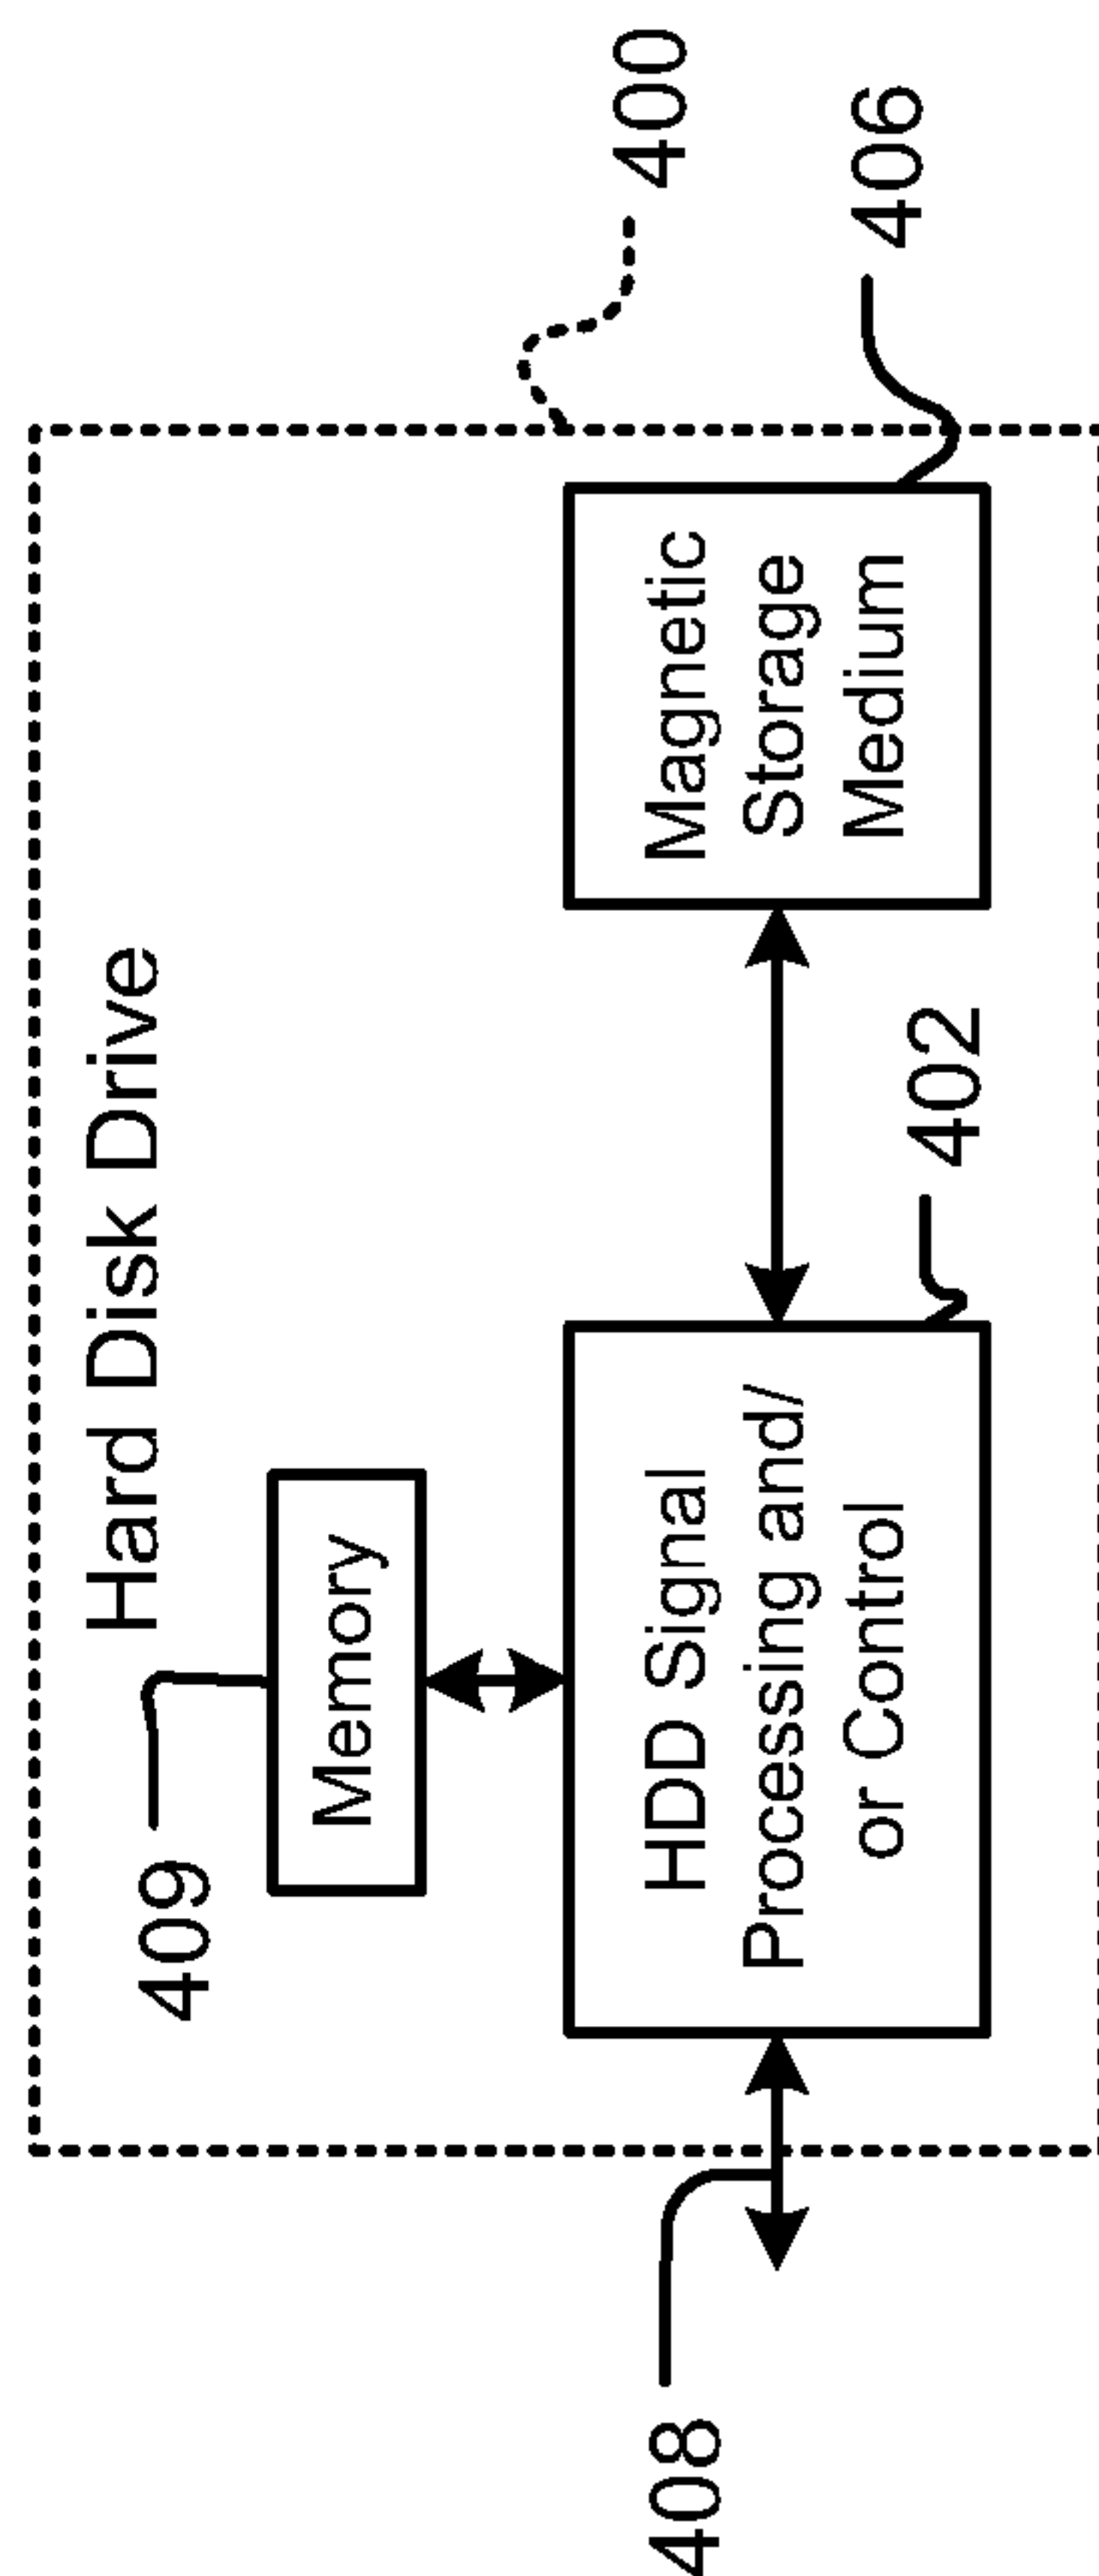 Hard Disk Drive
400
409
Memory
408
HDD Signal
Processing and/
or Control
402
Magnetic
Storage
Medium
406